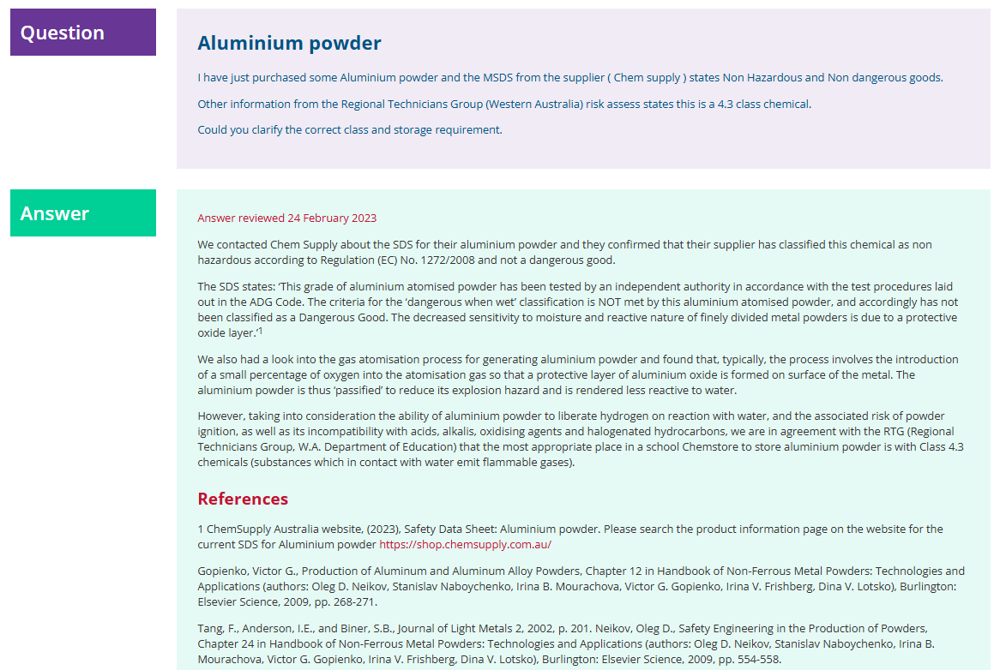 Question
Aluminium powder
I have just purchased some Aluminium powder and the MSDS from the supplier ( Chem supply ) states Non Hazardous and Non dangerous goods.
Other information from the Regional Technicians Group (Western Australia) risk assess states this is a 4.3 class chemical.
Could you clarify the correct class and storage requirement.
Answer
Answer reviewed 24 February 2023
We contacted Chem Supply about the SDS for their aluminium powder and they confirmed that their supplier has classified this chemical as non
hazardous according to Regulation (EC) No. 1272/2008 and not a dangerous good.
The SDS states: ‘This grade of aluminium atomised powder has been tested by an independent authority in accordance with the test procedures laid
out in the ADG Code. The criteria for the ‘dangerous when wet’ classification is NOT met by this aluminium atomised powder, and accordingly has not
been classified as a Dangerous Good. The decreased sensitivity to moisture and reactive nature of finely divided metal powders is due to a protective
oxide layer.’1
We also had a look into the gas atomisation process for generating aluminium powder and found that, typically, the process involves the introduction
of a small percentage of oxygen into the atomisation gas so that a protective layer of aluminium oxide is formed on surface of the metal. The
aluminium powder is thus ‘passified’ to reduce its explosion hazard and is rendered less reactive to water.
However, taking into consideration the ability of aluminium powder to liberate hydrogen on reaction with water, and the associated risk of powder
ignition, as well as its incompatibility with acids, alkalis, oxidising agents and halogenated hydrocarbons, we are in agreement with the RTG (Regional
Technicians Group, W.A. Department of Education) that the most appropriate place in a school Chemstore to store aluminium powder is with Class 4.3
chemicals (substances which in contact with water emit flammable gases).
References
1 ChemSupply Australia website, (2023), Safety Data Sheet: Aluminium powder. Please search the product information page on the website for the
current SDS for Aluminium powder https://shop.chemsupply.com.au/
Gopienko, Victor G., Production of Aluminum and Aluminum Alloy Powders, Chapter 12 in Handbook of Non-Ferrous Metal Powders: Technologies and
Applications (authors: Oleg D. Neikov, Stanislav Naboychenko, Irina B. Mourachova, Victor G. Gopienko, Irina V. Frishberg, Dina V. Lotsko), Burlington:
Elsevier Science, 2009, pp. 268-271.
Tang, F., Anderson, I.E., and Biner, S.B., Journal of Light Metals 2, 2002, p. 201. Neikov, Oleg D., Safety Engineering in the Production of Powders,
Chapter 24 in Handbook of Non-Ferrous Metal Powders: Technologies and Applications (authors: Oleg D. Neikov, Stanislav Naboychenko, Irina B.
Mourachova, Victor G. Gopienko, Irina V. Frishberg, Dina V. Lotsko), Burlington: Elsevier Science, 2009, pp. 554-558.